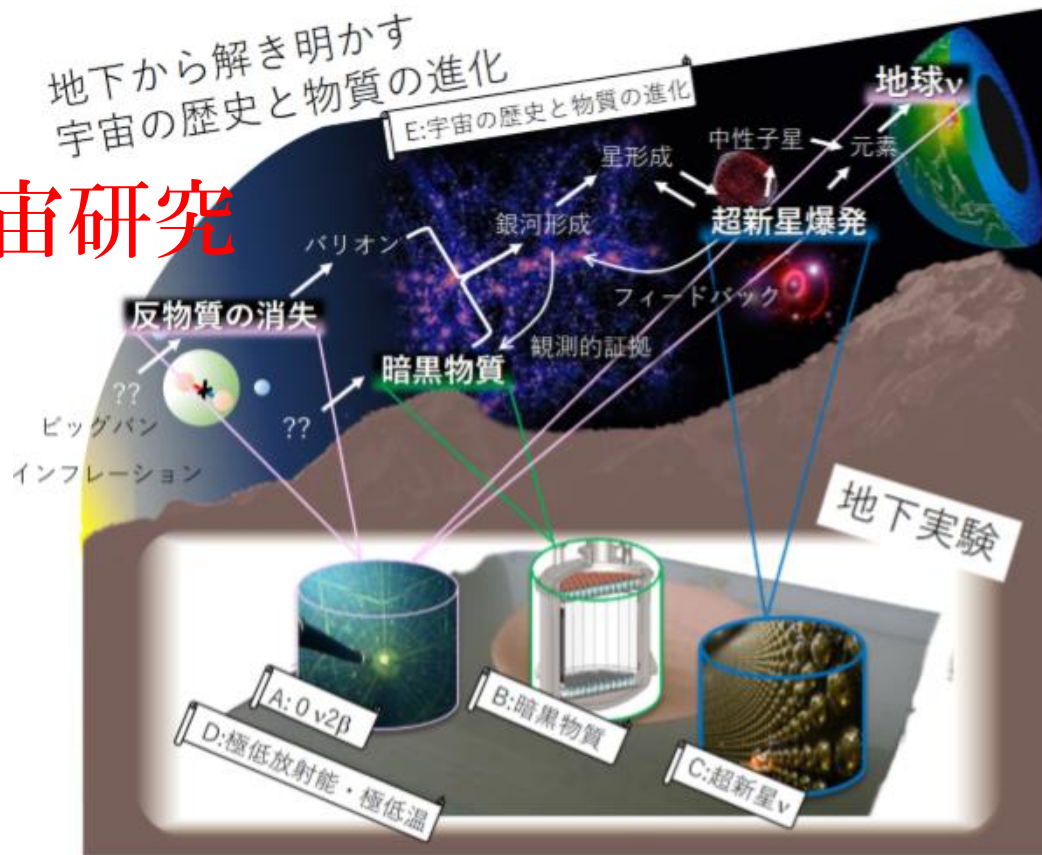 地下から解き明かす
宇宙の歴史と物質の進化
宙研究
E:宇宙の歴史と物質の進化
地球ν
中性子星
元素
星形成
超新星爆発
銀河形成
バリオン
フィードバック
反物質の消失
観測的証拠
暗黒物質
??
??
ビッグバン
インフレーション
地下実験
A: 0 ν2β
B:暗黒物質
D:極低放射能・極低温
C:超新星ν